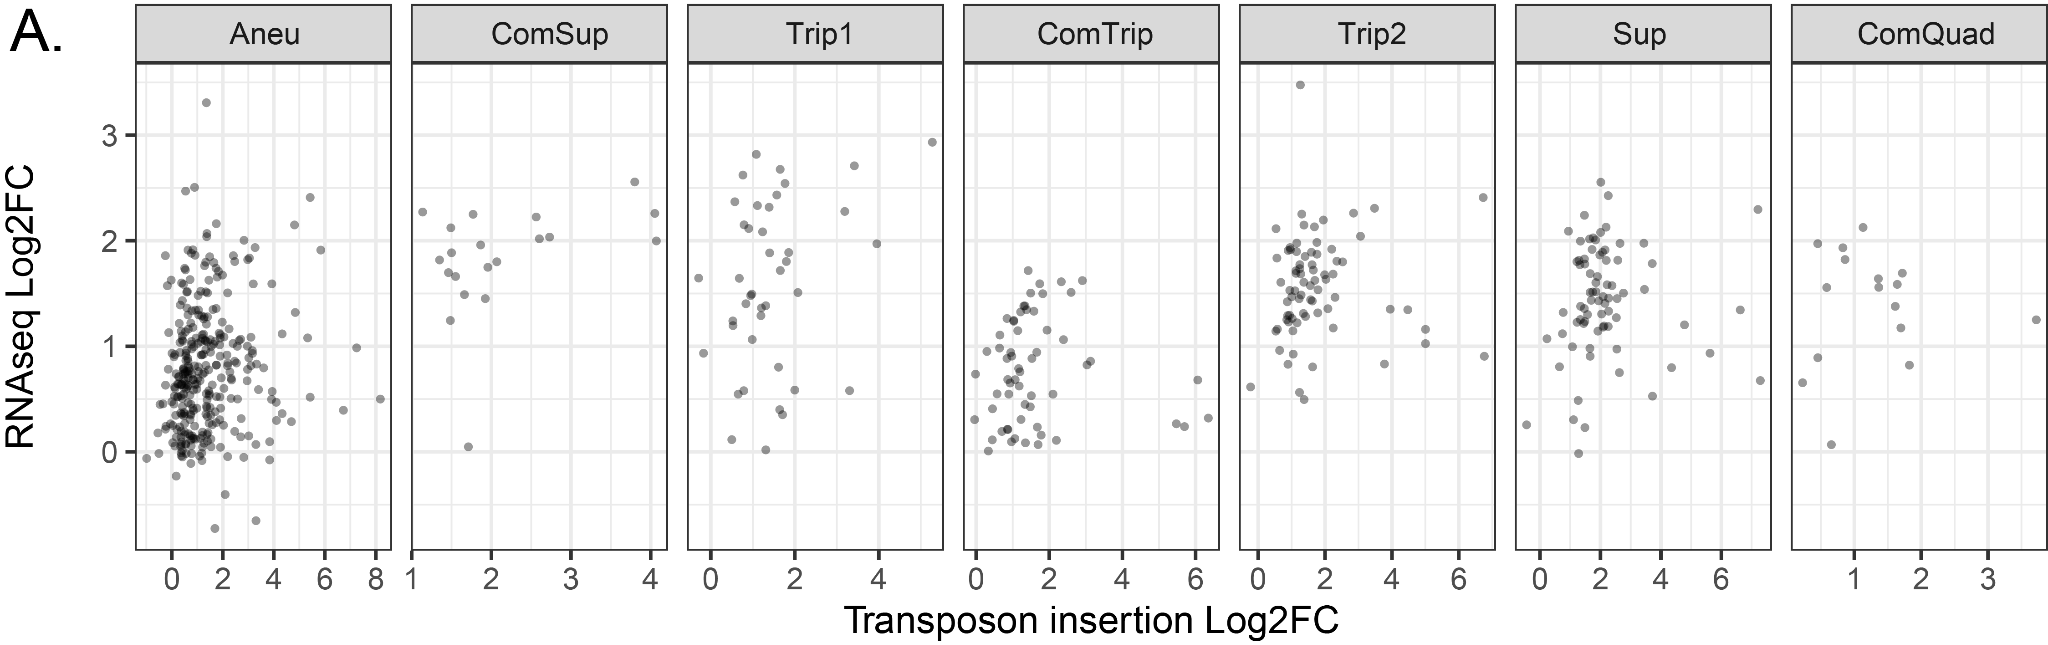 A.
Aneu ComSup Trip1 ComTrip Trip2 Sup ComQuad
RNAseq Log2FC
3
2
1
0
0 2 4 6 8 1 2 3 4 0 2 4 0 2 4 6 0 2 4 6 0 2 4 6 1 2 3
Transposon insertion Log2FC